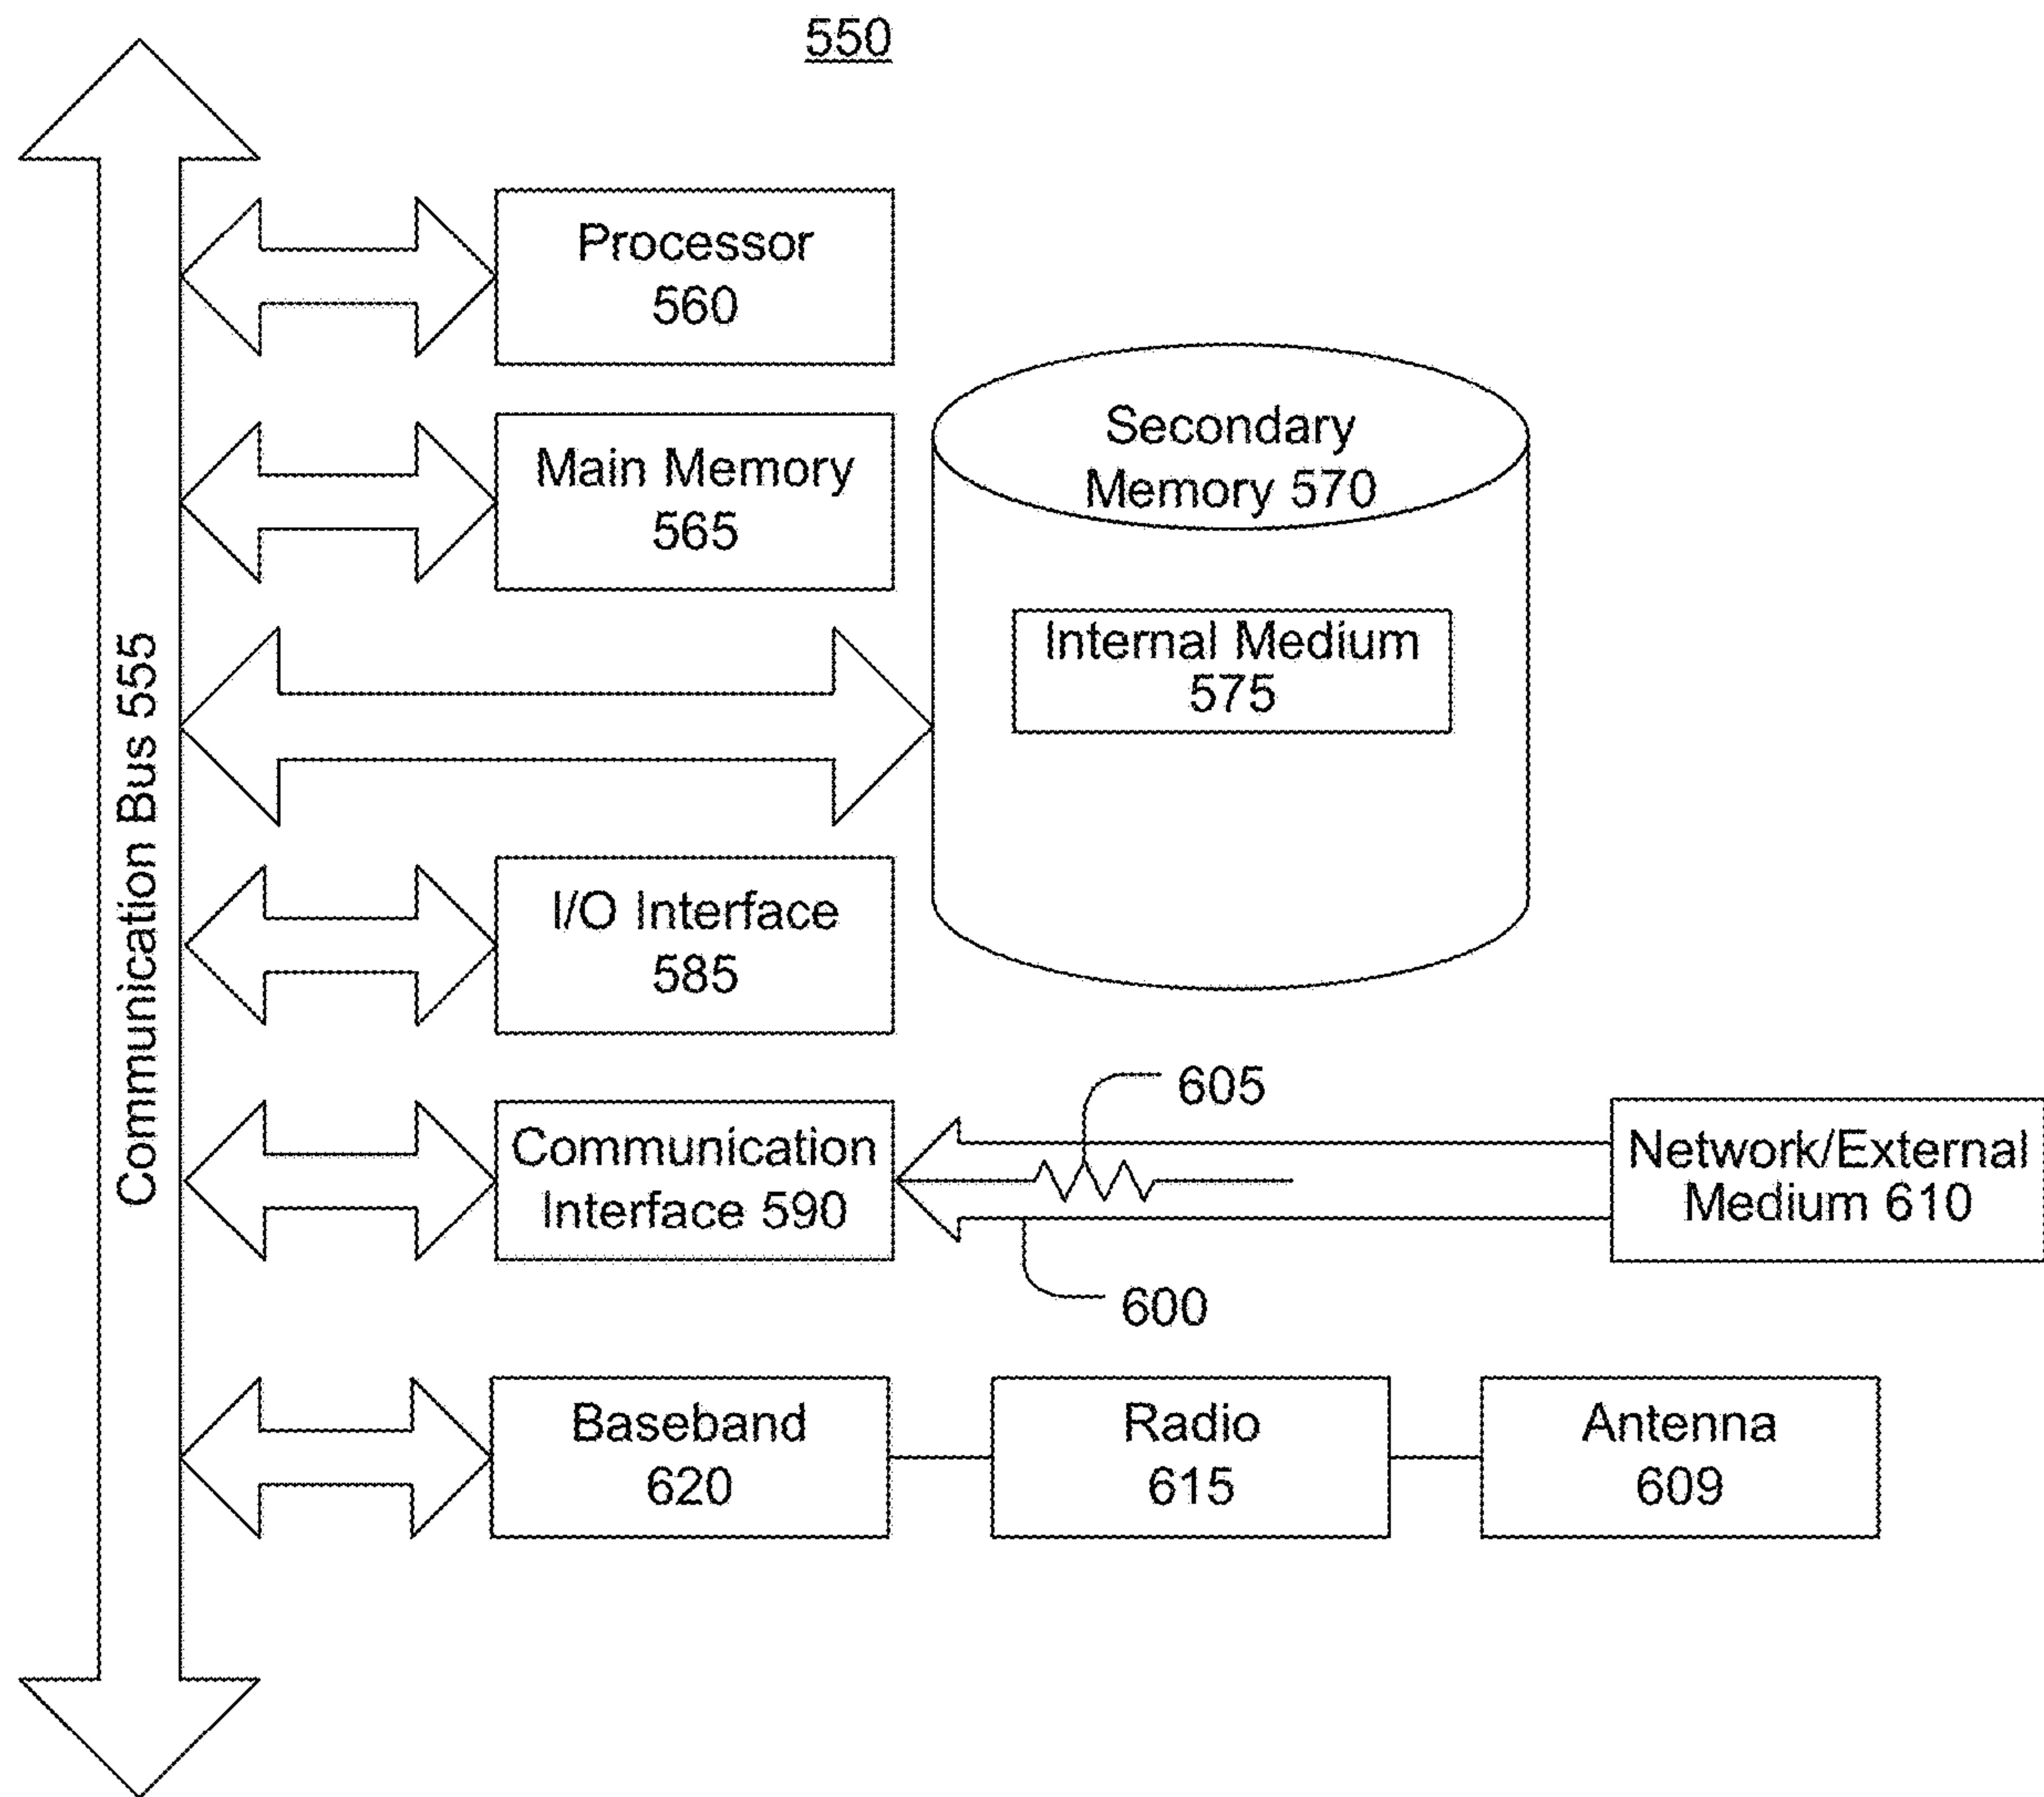 550
Communication Bus 555
Processor
560
Main Memory
565
Secondary
Memory 570
Internal Medium
575
I/O Interface
585
Communication
Interface 590
605
600
Network/External
Medium 610
Baseband
620
Radio
615
Antenna
609